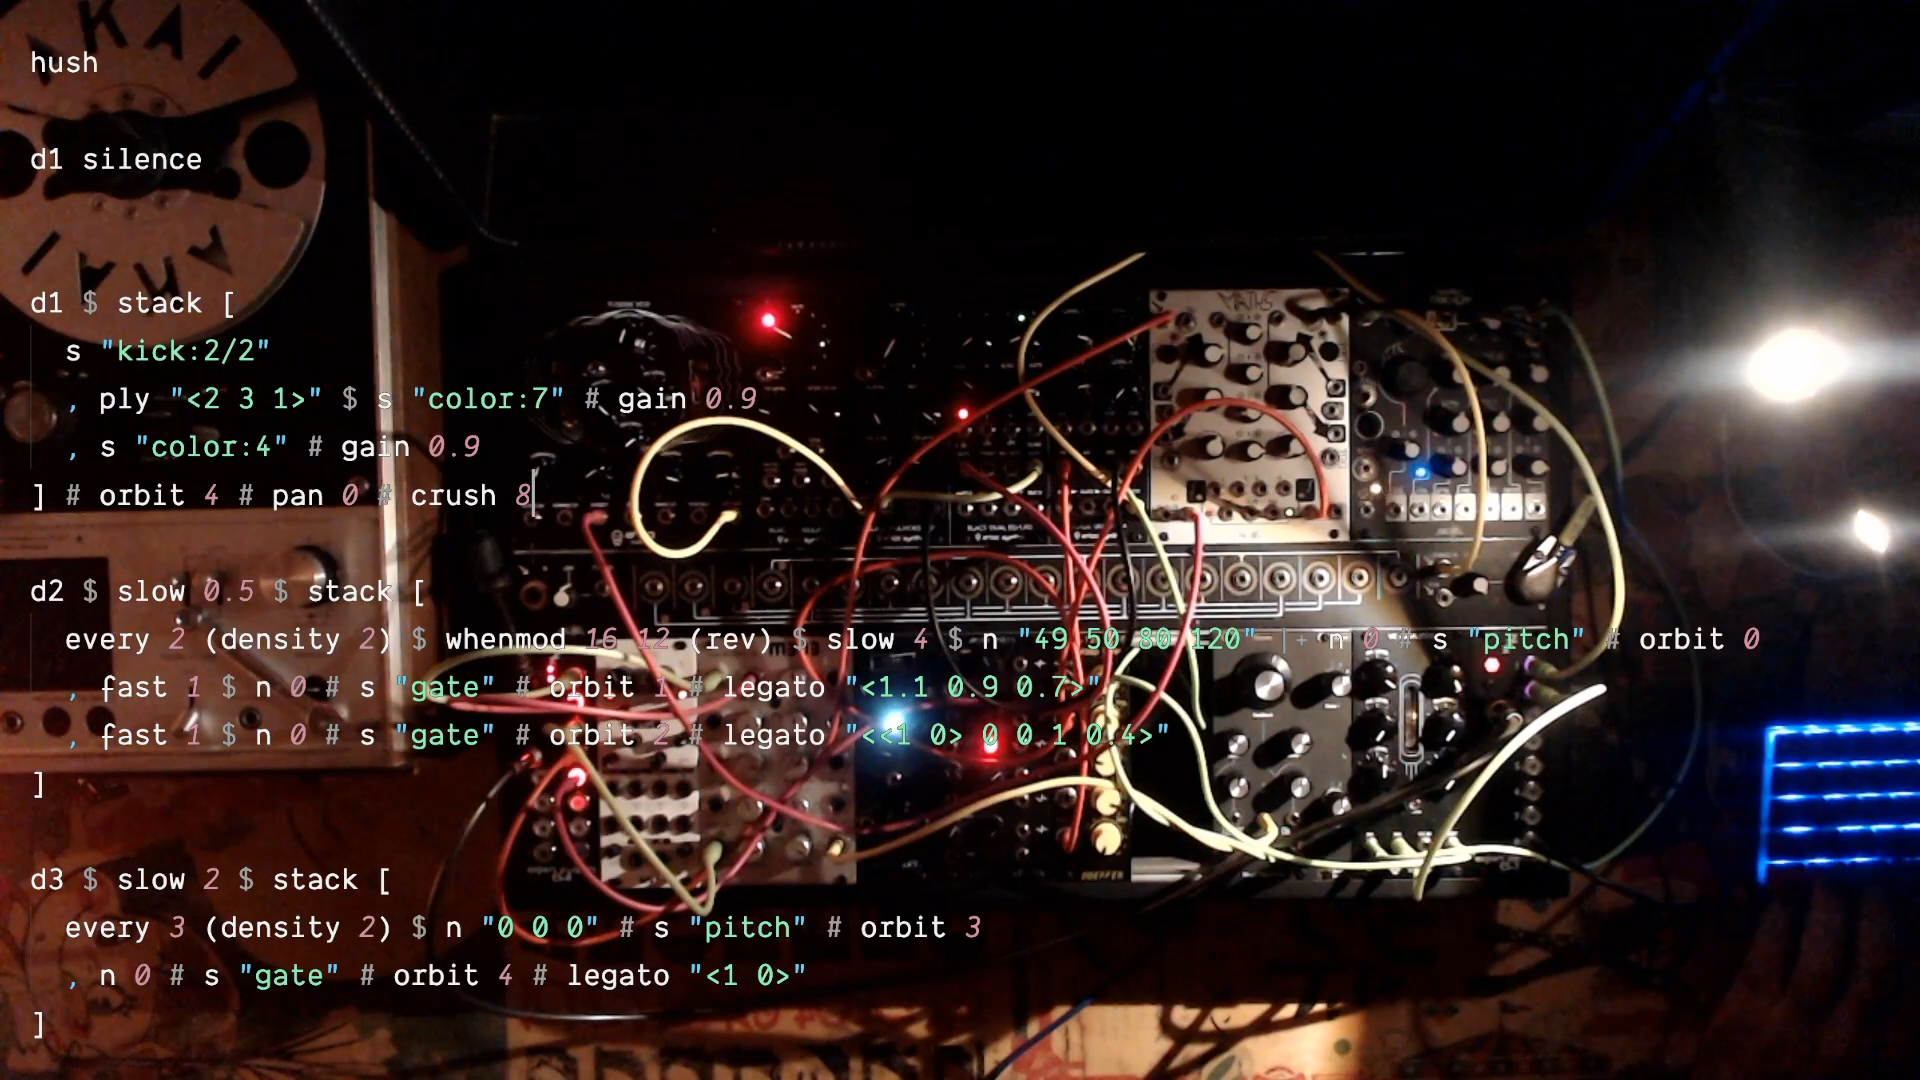 AKAI
AKAI
hush
d1 silence
d1 $ stack [
s "kick:2/2"
, ply "<2 3 1>" $ s "color:7" # gain 0.9
, s "color:4" # gain 0.9
] # orbit 4 # pan 0 # crush 8
MATHS
d2 $ slow 0.5 $ stack [
every 2 (density 2) $ whenmod 16 12 (rev) $ slow 4 $ n "49 50 80 120" |+ n 0 # s "pitch" # orbit 0
, fast 1 $ n 0 # s "gate" # orbit 1 # legato "<1.1 0.9 0.7>"
, fast 1 $ n 0 # s "gate" # orbit 2 # legato "<<1 0> 0 0 1 0.4>"
]
d3 $ slow 2 $ stack [
every 3 (density 2) $ n "0 0 0" # s "pitch" # orbit 3
, n 0 # s "gate" # orbit 4 # legato "<1 0>"
]